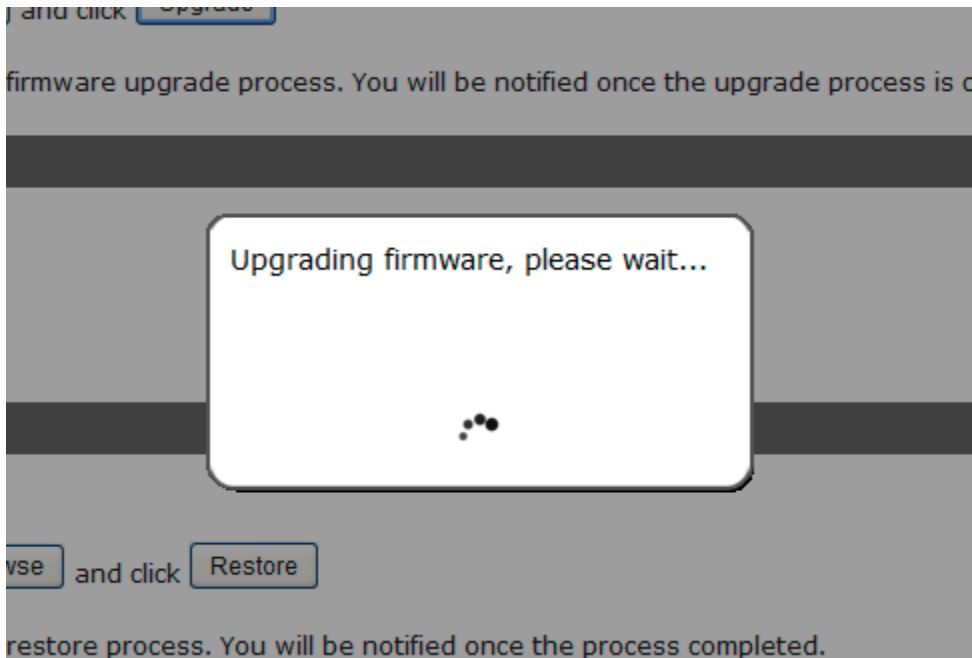 and click Upgrade
firmware upgrade process. You will be notified once the upgrade process is
Upgrading firmware, please wait...
and click Restore
restore process. You will be notified once the process completed.